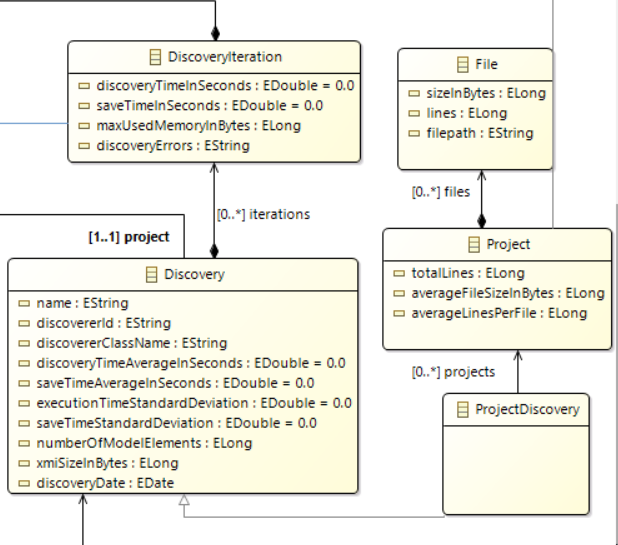 DiscoveryIteration
discoveryTimeInSeconds : EDouble = 0.0
saveTimeInSeconds : EDouble = 0.0
maxUsedMemoryInBytes : ELong
discoveryErrors : EString
File
sizeInBytes : ELong
lines : ELong
filepath : EString
[0..*] files
[0..*] iterations
[1..1] project
Project
totalLines : ELong
averageFileSizeInBytes : ELong
averageLinesPerFile : ELong
Discovery
name : EString
discovererId : EString
discovererClassName : EString
discoveryTimeAverageInSeconds : EDouble = 0.0
saveTimeAverageInSeconds : EDouble = 0.0
executionTimeStandardDeviation : EDouble = 0.0
saveTimeStandardDeviation : EDouble = 0.0
numberOfModelElements : ELong
xmiSizeInBytes : ELong
discoveryDate : EDate
[0..*] projects
ProjectDiscovery